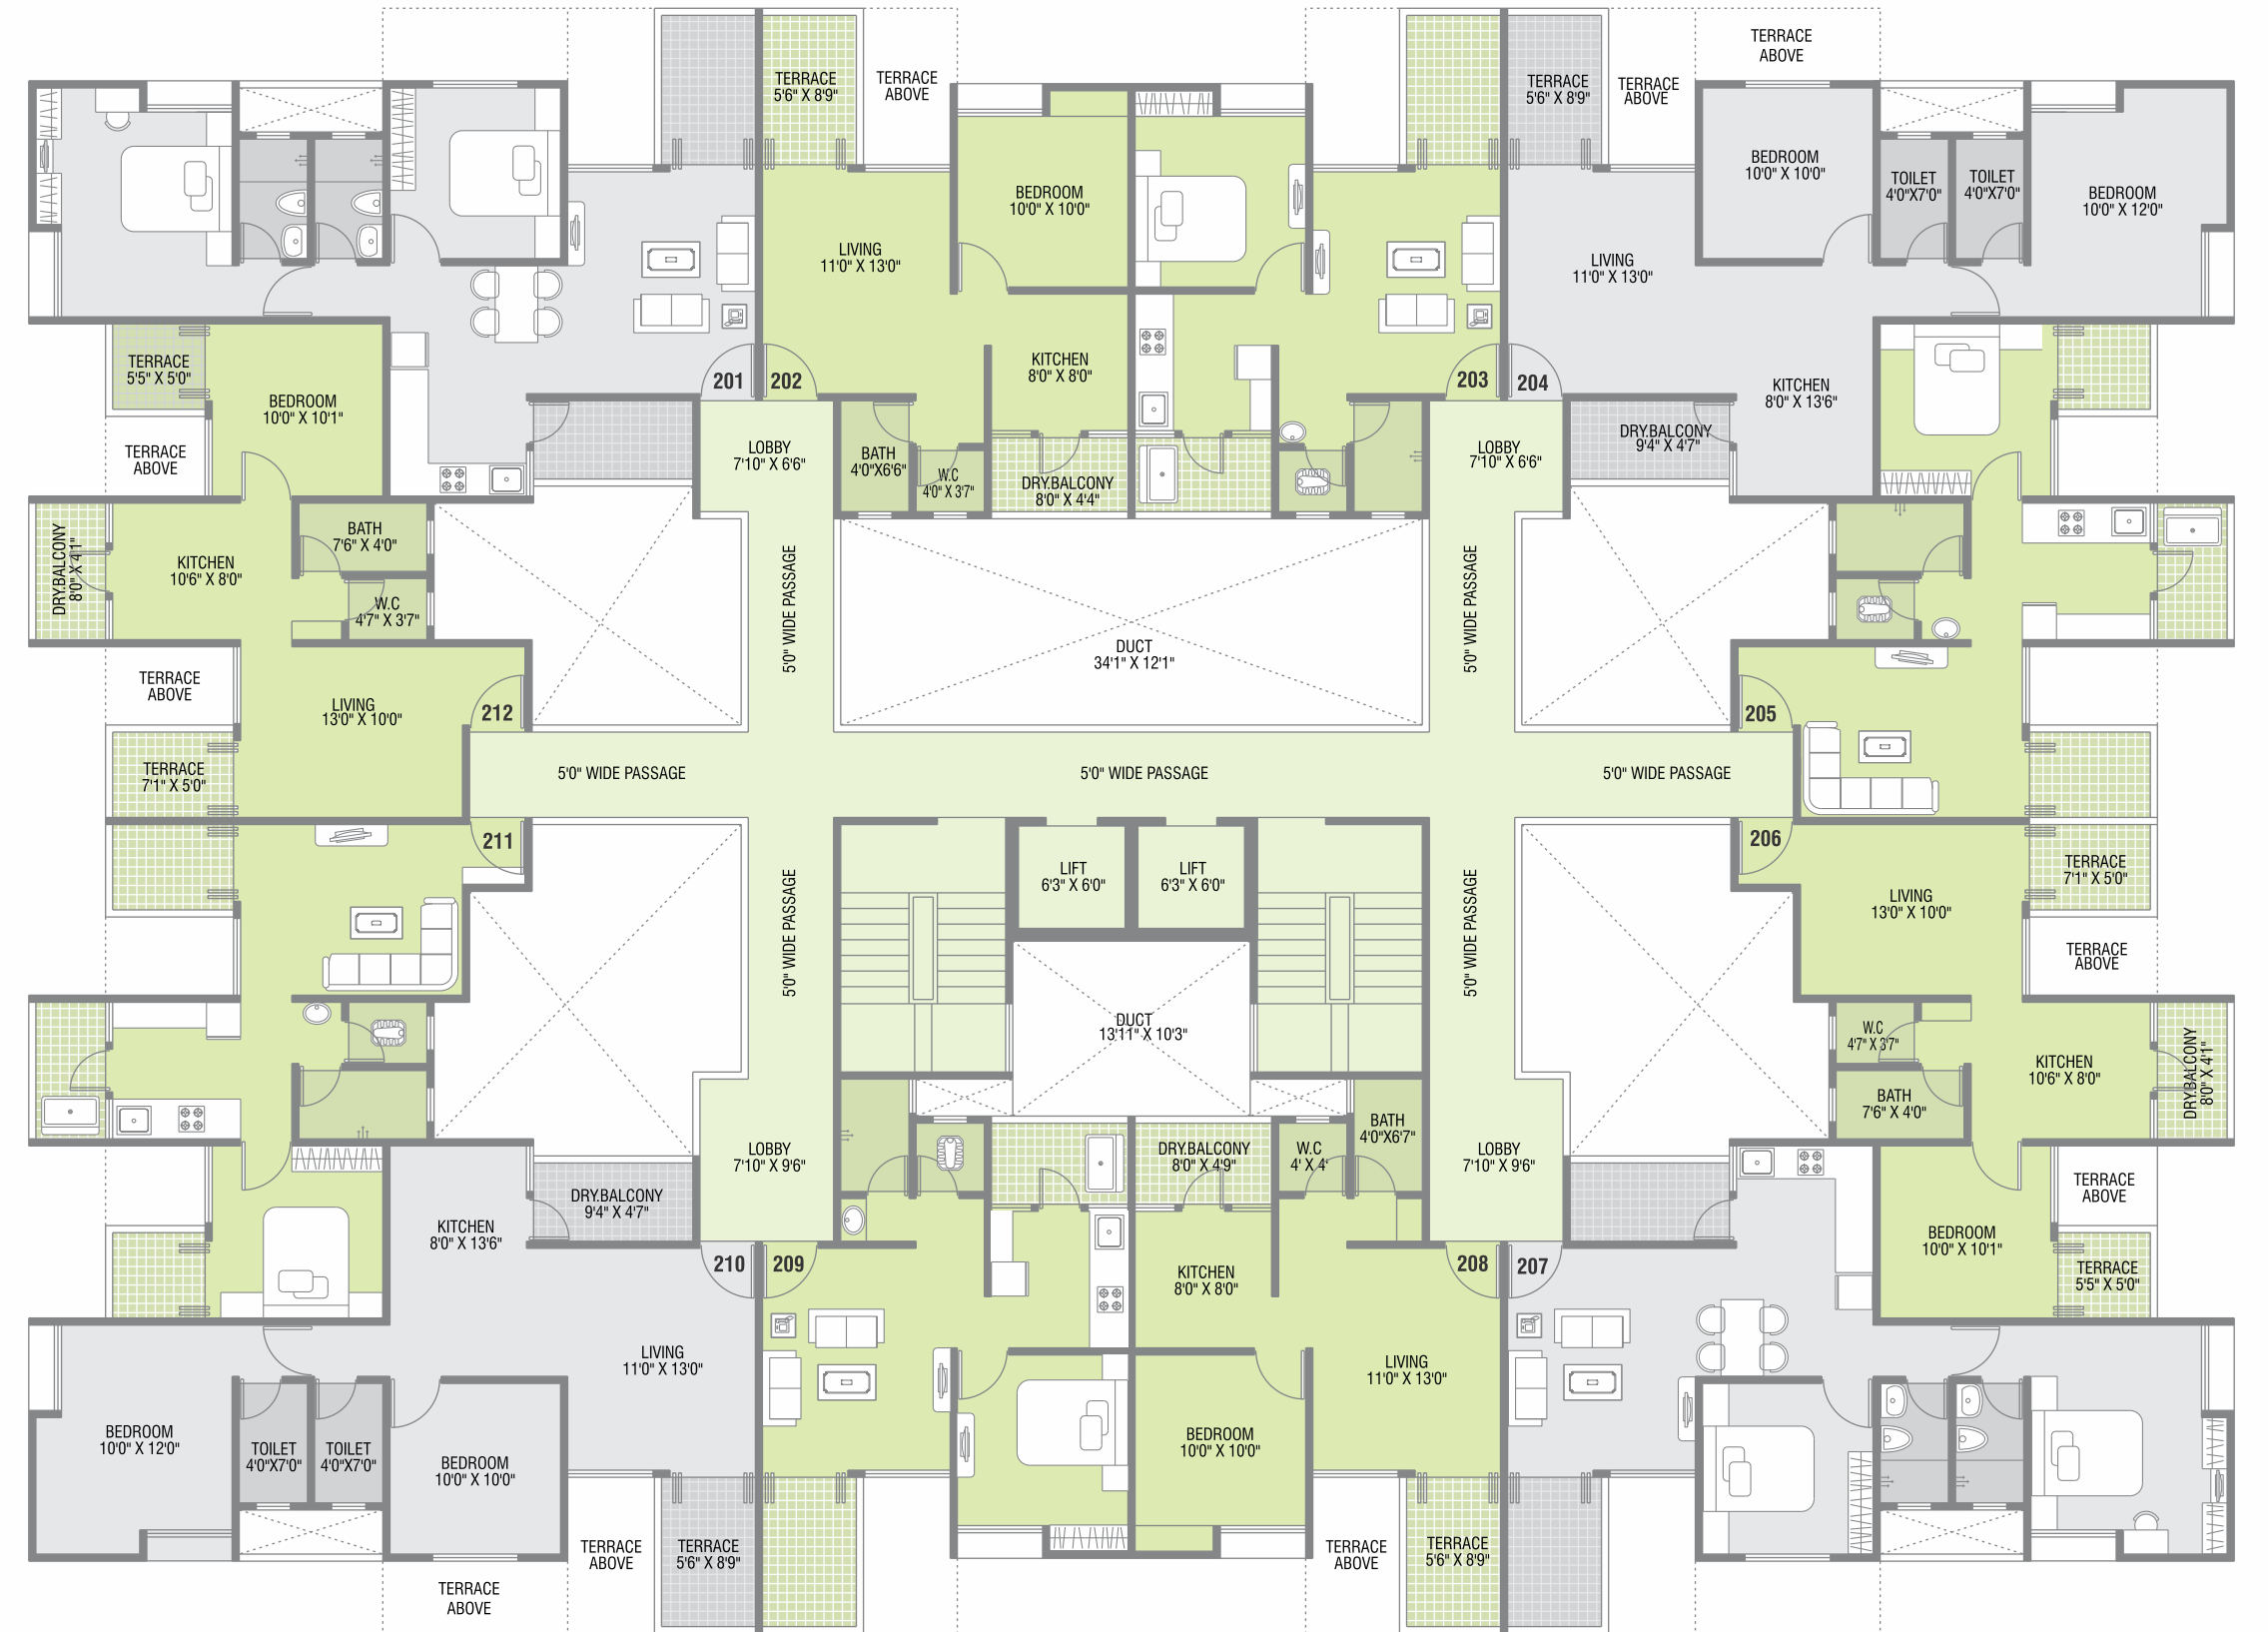 TERRACE
ABOVE
TERRACE
5'6" X 8'9"
TERRACE
ABOVE
TERRACE
5'6" X 8'9"
TERRACE
ABOVE
BEDROOM
10'0" X 10'0"
BEDROOM
10'0" X 10'0"
TOILET
4'0"X7'0"
TOILET
4'0"X7'0"
BEDROOM
10'0" X 12'0"
LIVING
11'0" X 13'0"
LIVING
11'0" X 13'0"
TERRACE
5'5" X 5'0"
BEDROOM
10'0" X 10'1"
201
202
KITCHEN
8'0" X 8'0"
203
204
KITCHEN
8'0" X 13'6"
TERRACE
ABOVE
LOBBY
7'10" X 6'6"
BATH
4'0"X6'6"
W.C
4'0" X 3'7"
DRY.BALCONY
8'0" X 4'4"
LOBBY
7'10" X 6'6"
DRY.BALCONY
9'4" X 4'7"
DRY.BALCONY
8'0" X 4'1"
KITCHEN
10'6" X 8'0"
BATH
7'6" X 4'0"
W.C
4'7" X 3'7"
5'0" WIDE PASSAGE
DUCT
34'1" X 12'1"
5'0" WIDE PASSAGE
TERRACE
ABOVE
LIVING
13'0" X 10'0"
212
205
TERRACE
7'1" X 5'0"
5'0" WIDE PASSAGE
5'0" WIDE PASSAGE
5'0" WIDE PASSAGE
211
206
LIFT
6'3" X 6'0"
LIFT
6'3" X 6'0"
LIVING
13'0" X 10'0"
TERRACE
7'1" X 5'0"
5'0" WIDE PASSAGE
5'0" WIDE PASSAGE
TERRACE
ABOVE
DUCT
13'11" X 10'3"
W.C
4'7" X 3'7"
KITCHEN
10'6" X 8'0"
DRY.BALCONY
8'0" X 4'1"
BATH
7'6" X 4'0"
LOBBY
7'10" X 9'6"
DRY.BALCONY
8'0" X 4'9"
W.C
4' X 4'
BATH
4'0"X6'7"
LOBBY
7'10" X 9'6"
TERRACE
ABOVE
KITCHEN
8'0" X 13'6"
DRY.BALCONY
9'4" X 4'7"
BEDROOM
10'0" X 10'1"
TERRACE
5'5" X 5'0"
210
209
KITCHEN
8'0" X 8'0"
208
207
LIVING
11'0" X 13'0"
LIVING
11'0" X 13'0"
BEDROOM
10'0" X 12'0"
TOILET
4'0"X7'0"
TOILET
4'0"X7'0"
BEDROOM
10'0" X 10'0"
BEDROOM
10'0" X 10'0"
TERRACE
ABOVE
TERRACE
5'6" X 8'9"
TERRACE
ABOVE
TERRACE
5'6" X 8'9"
TERRACE
ABOVE